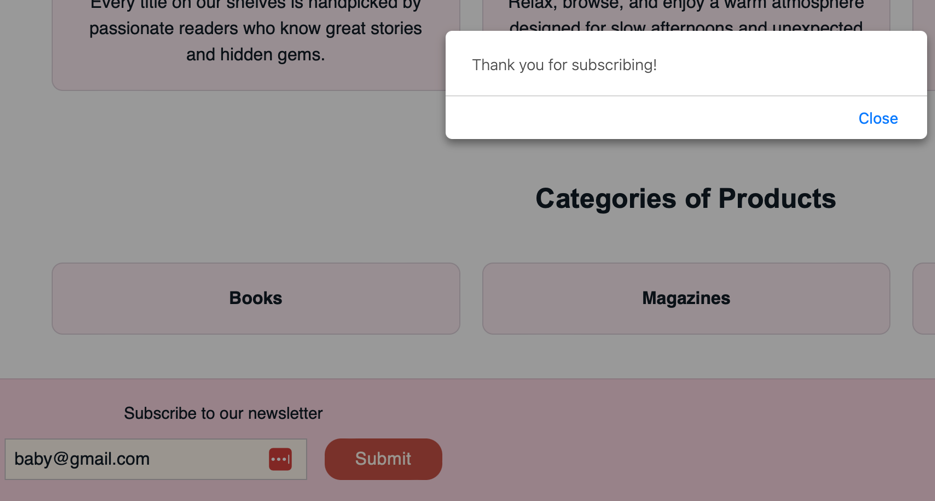 Every title on our shelves is handpicked by
passionate readers who know great stories
and hidden gems.
Relax, browse, and enjoy a warm atmosphere
designed for slow afternoons and unexpected
Thank you for subscribing!
Close
Categories of Products
Books
Magazines
Subscribe to our newsletter
baby@gmail.com
Submit